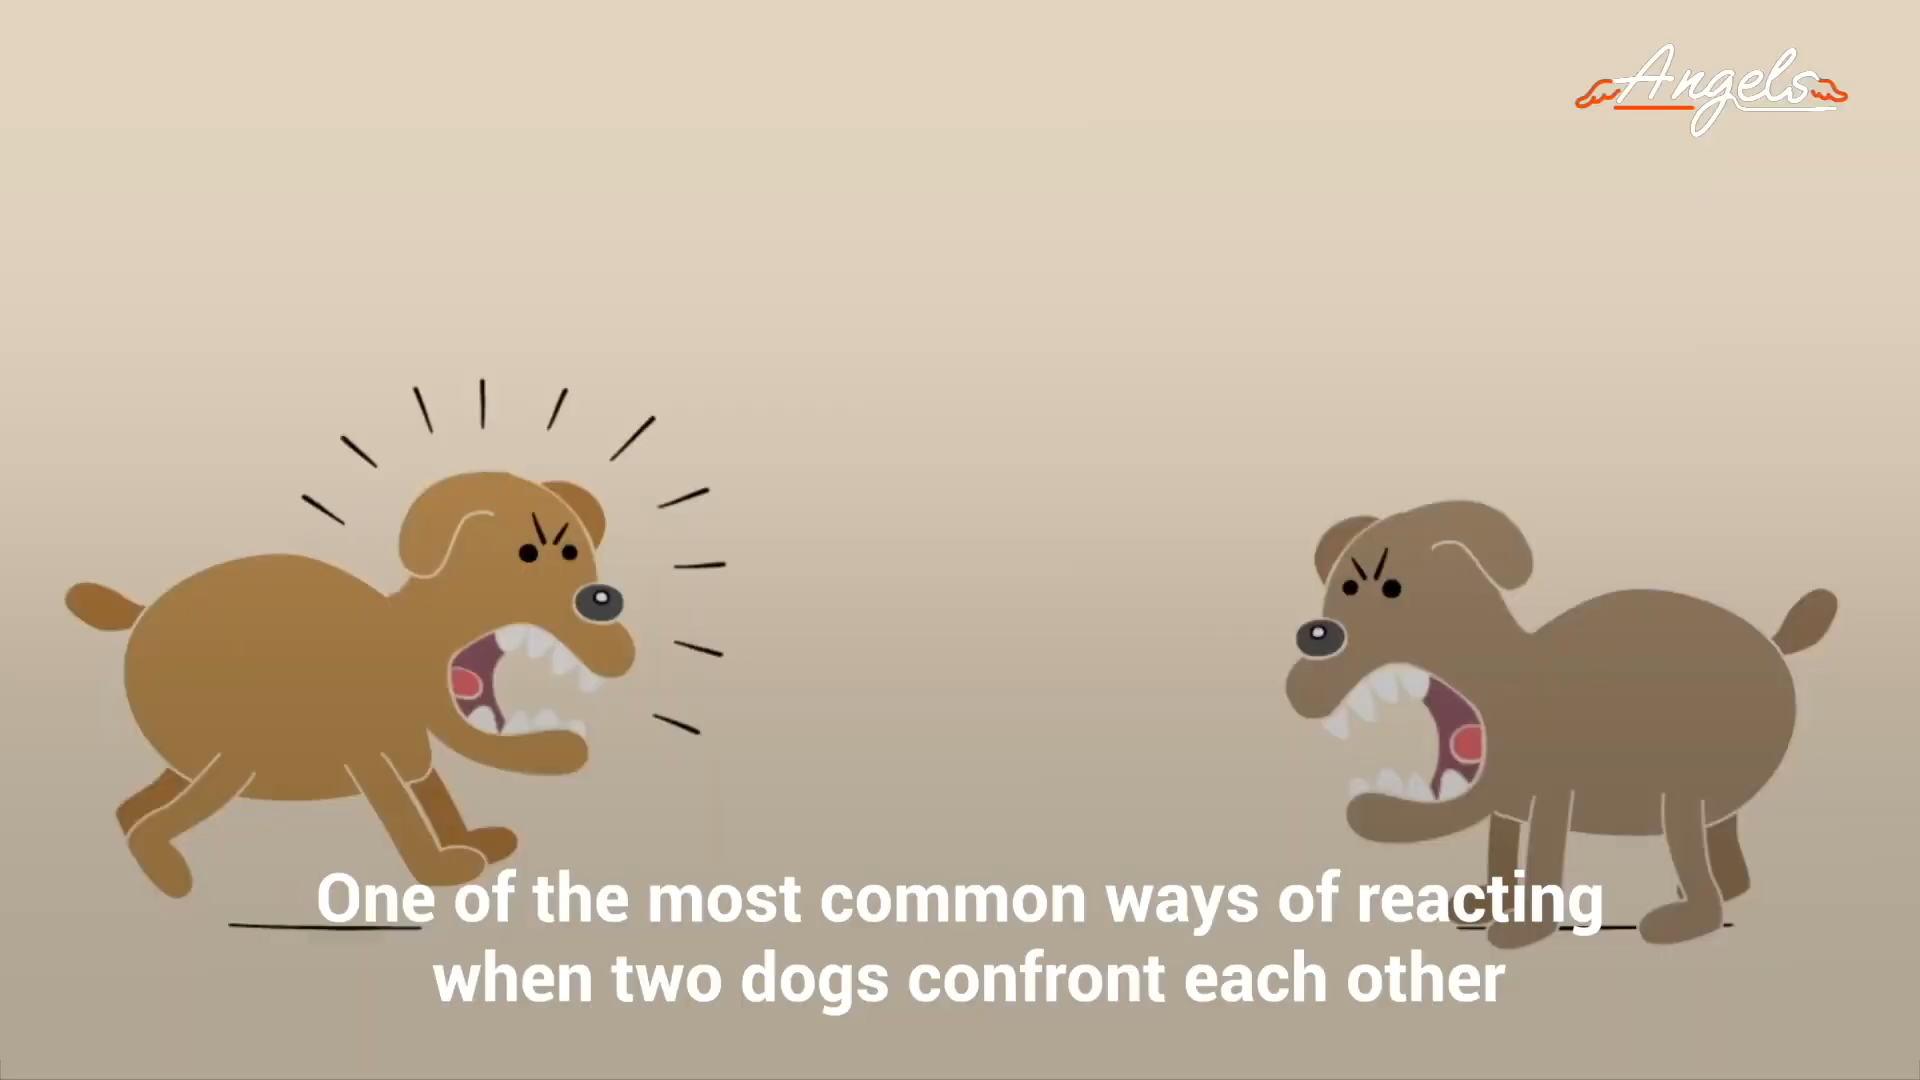 Angels
One of the most common ways of reacting
when two dogs confront each other